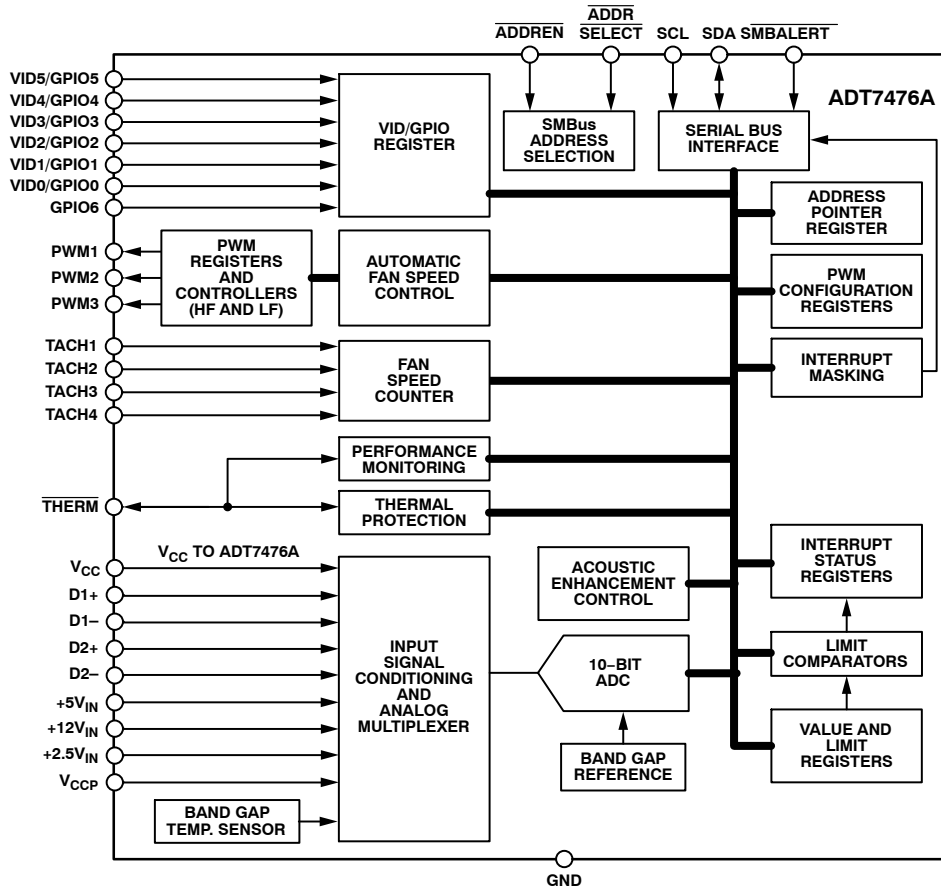 ADDREN
ADDR
SELECT
SCL
SDA
SMBALERT
ADT7476A
VID5/GPIO5
VID4/GPIO4
VID3/GPIO3
VID2/GPIO2
VID1/GPIO1
VID0/GPIO0
GPIO6
VID/GPIO
REGISTER
SMBus
ADDRESS
SELECTION
SERIAL BUS
INTERFACE
ADDRESS
POINTER
REGISTER
PWM1
PWM2
PWM3
PWM
REGISTERS
AND
CONTROLLERS
(HF AND LF)
AUTOMATIC
FAN SPEED
CONTROL
PWM
CONFIGURATION
REGISTERS
TACH1
TACH2
TACH3
TACH4
FAN
SPEED
COUNTER
INTERRUPT
MASKING
PERFORMANCE
MONITORING
THERM
THERMAL
PROTECTION
VCC TO ADT7476A
VCC
D1+
D1–
D2+
D2–
+5VIN
+12VIN
+2.5VIN
VCCP
INPUT
SIGNAL
CONDITIONING
AND
ANALOG
MULTIPLEXER
ACOUSTIC
ENHANCEMENT
CONTROL
INTERRUPT
STATUS
REGISTERS
10–BIT
ADC
LIMIT
COMPARATORS
BAND GAP
REFERENCE
VALUE AND
LIMIT
REGISTERS
BAND GAP
TEMP. SENSOR
GND